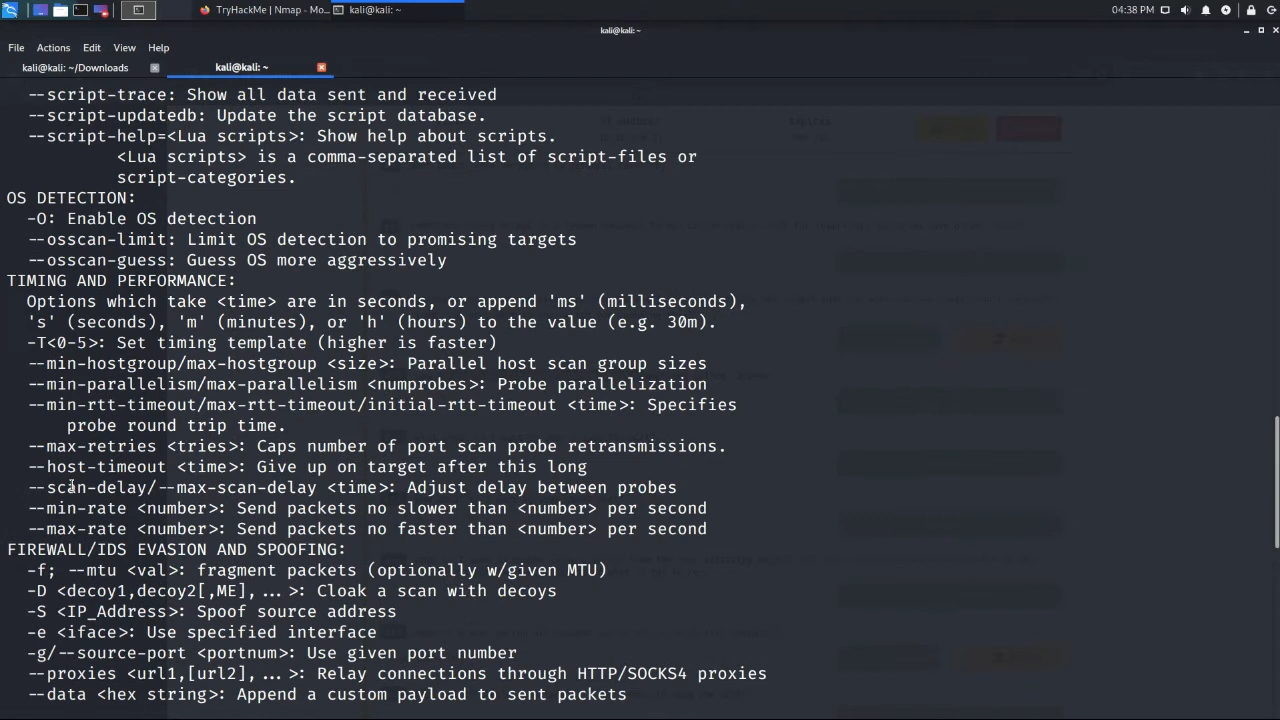 TryHackMe | Nmap - Mo...
kali@kali: ~
04:38 PM
kali@kali: ~
File Actions Edit View Help
kali@kali: ~/Downloads
kali@kali: ~
--script-trace: Show all data sent and received
--script-updatedb: Update the script database.
--script-help=<Lua scripts>: Show help about scripts.
<Lua scripts> is a comma-separated list of script-files or
script-categories.
OS DETECTION:
-O: Enable OS detection
--osscan-limit: Limit OS detection to promising targets
--osscan-guess: Guess OS more aggressively
TIMING AND PERFORMANCE:
Options which take <time> are in seconds, or append 'ms' (milliseconds),
's' (seconds), 'm' (minutes), or 'h' (hours) to the value (e.g. 30m).
-T<0-5>: Set timing template (higher is faster)
--min-hostgroup/max-hostgroup <size>: Parallel host scan group sizes
--min-parallelism/max-parallelism <numprobes>: Probe parallelization
--min-rtt-timeout/max-rtt-timeout/initial-rtt-timeout <time>: Specifies
probe round trip time.
--max-retries <tries>: Caps number of port scan probe retransmissions.
--host-timeout <time>: Give up on target after this long
--scan-delay/--max-scan-delay <time>: Adjust delay between probes
--min-rate <number>: Send packets no slower than <number> per second
--max-rate <number>: Send packets no faster than <number> per second
FIREWALL/IDS EVASION AND SPOOFING:
-f; --mtu <val>: fragment packets (optionally w/given MTU)
-D <decoy1,decoy2[,ME],...>: Cloak a scan with decoys
-S <IP_Address>: Spoof source address
-e <iface>: Use specified interface
-g/--source-port <portnum>: Use given port number
--proxies <url1,[url2],...>: Relay connections through HTTP/SOCKS4 proxies
--data <hex string>: Append a custom payload to sent packets